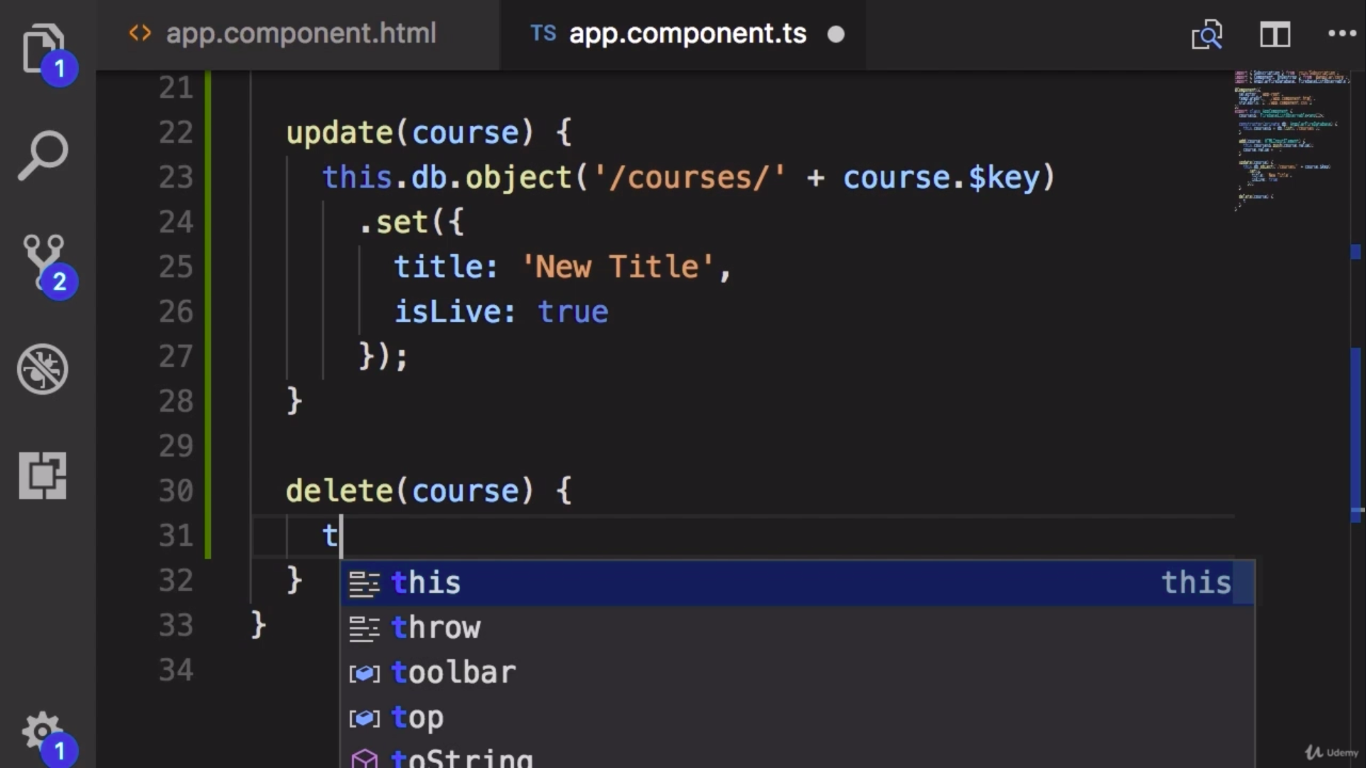 1
<> app.component.html
TS app.component.ts
21
22 update(course) {
23 this.db.object('/courses/' + course.$key)
24 .set({
2
25 title: 'New Title',
26 isLive: true
27 });
28 }
29
30 delete(course) {
31 t
32 }
this this
33 }
throw
34
toolbar
top
1
toString
Udemy